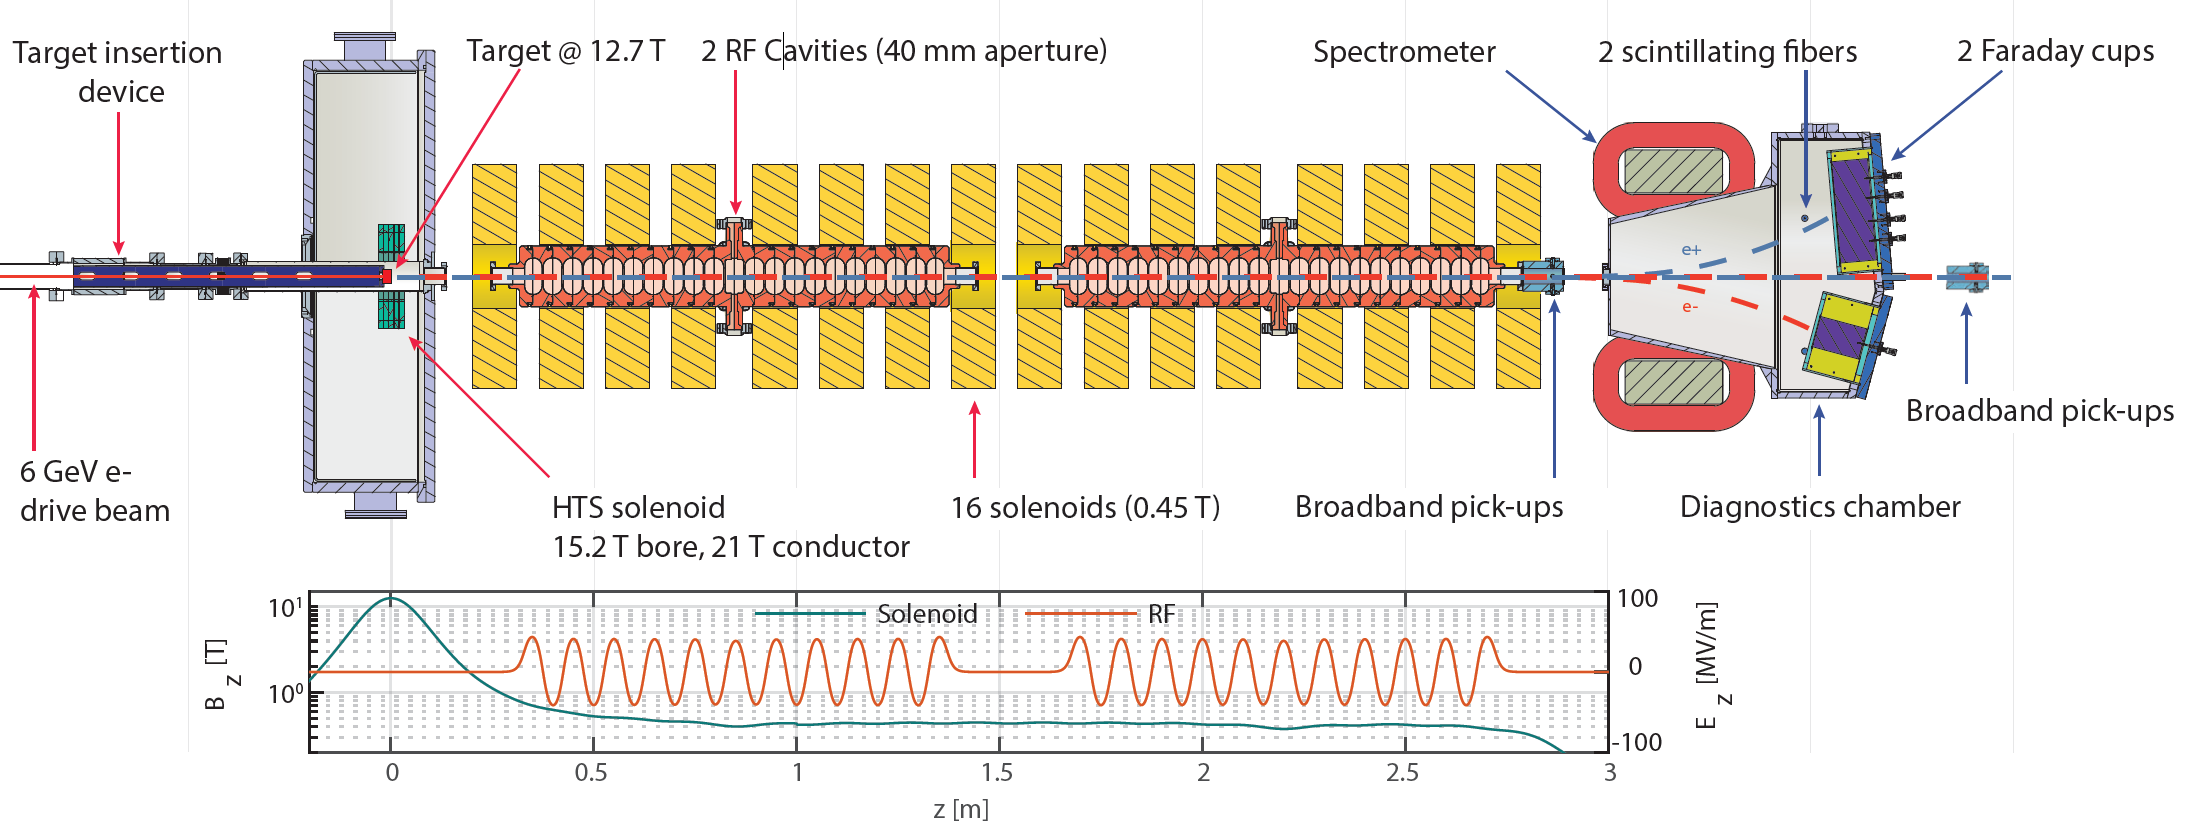 Target insertion
device
Target @ 12.7 T
2 RF Cavities (40 mm aperture)
Spectrometer
2 scintillating fibers
2 Faraday cups
e+
e-
6 GeV e-
drive beam
HTS solenoid
15.2 T bore, 21 T conductor
16 solenoids (0.45 T)
Broadband pick-ups
Diagnostics chamber
Broadband pick-ups
Solenoid
RF
B z [T]
10¹
10⁰
100
0
-100
E z [MV/m]
0
0.5
1
1.5
2
2.5
3
z [m]